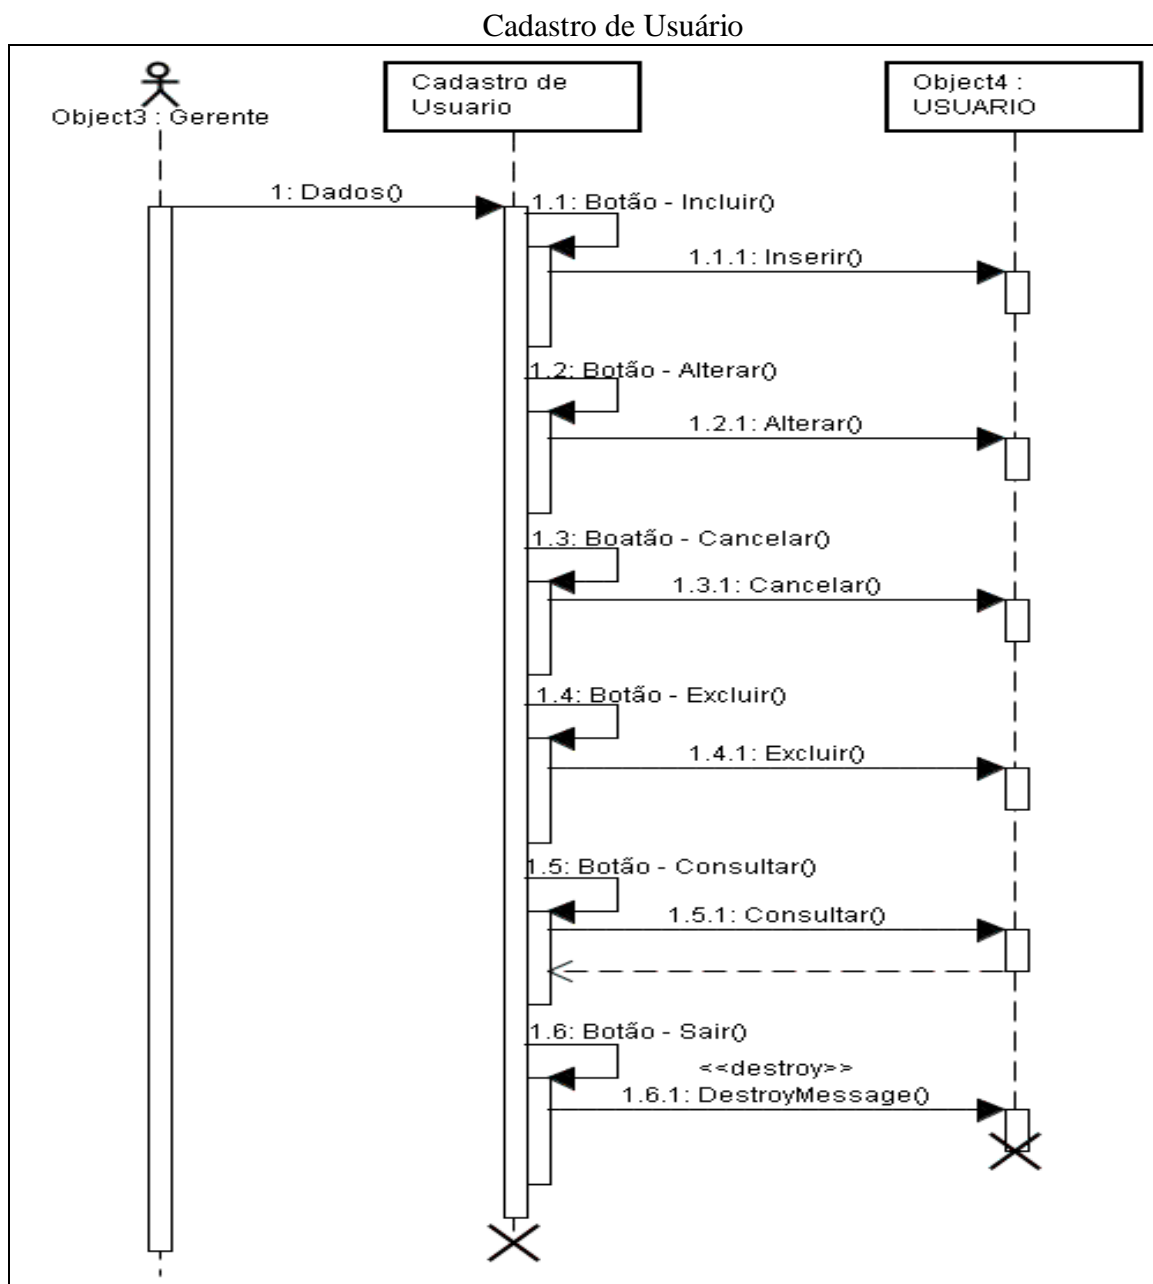 Cadastro de Usuário
Object3 : Gerente
Cadastro de
Usuario
Object4 :
USUARIO
1: Dados()
1.1: Botão - Incluir()
1.1.1: Inserir()
1.2: Botão - Alterar()
1.2.1: Alterar()
1.3: Boatão - Cancelar()
1.3.1: Cancelar()
1.4: Botão - Excluir()
1.4.1: Excluir()
1.5: Botão - Consultar()
1.5.1: Consultar()
1.6: Botão - Sair()
<<destroy>>
1.6.1: DestroyMessage()